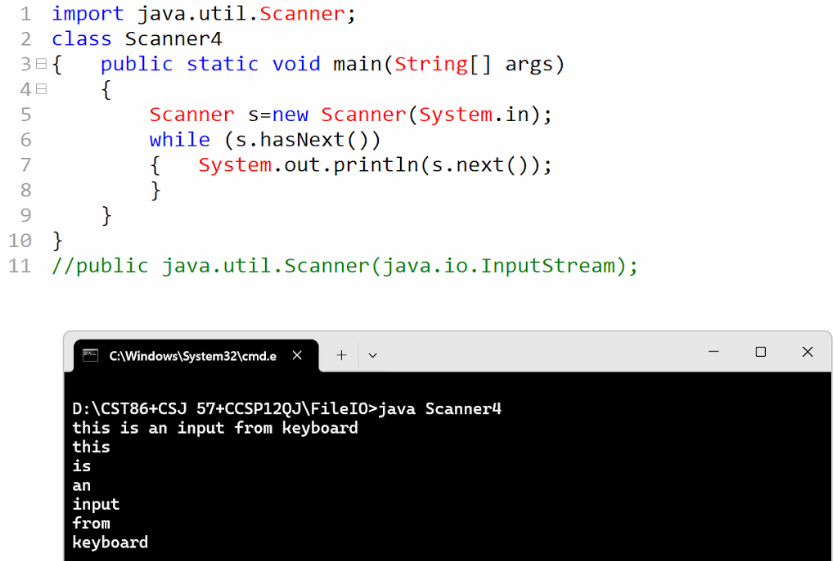 1 import java.util.Scanner;
2 class Scanner4
3 { public static void main(String[] args)
4 {
5 Scanner s=new Scanner(System.in);
6 while (s.hasNext())
7 { System.out.println(s.next());
8 }
9 }
10 }
11 //public java.util.Scanner(java.io.InputStream);
C:\Windows\System32\cmd.e
D:\CST86+CSJ 57+CCSP12QJ\FileIO>java Scanner4
this is an input from keyboard
this
is
an
input
from
keyboard